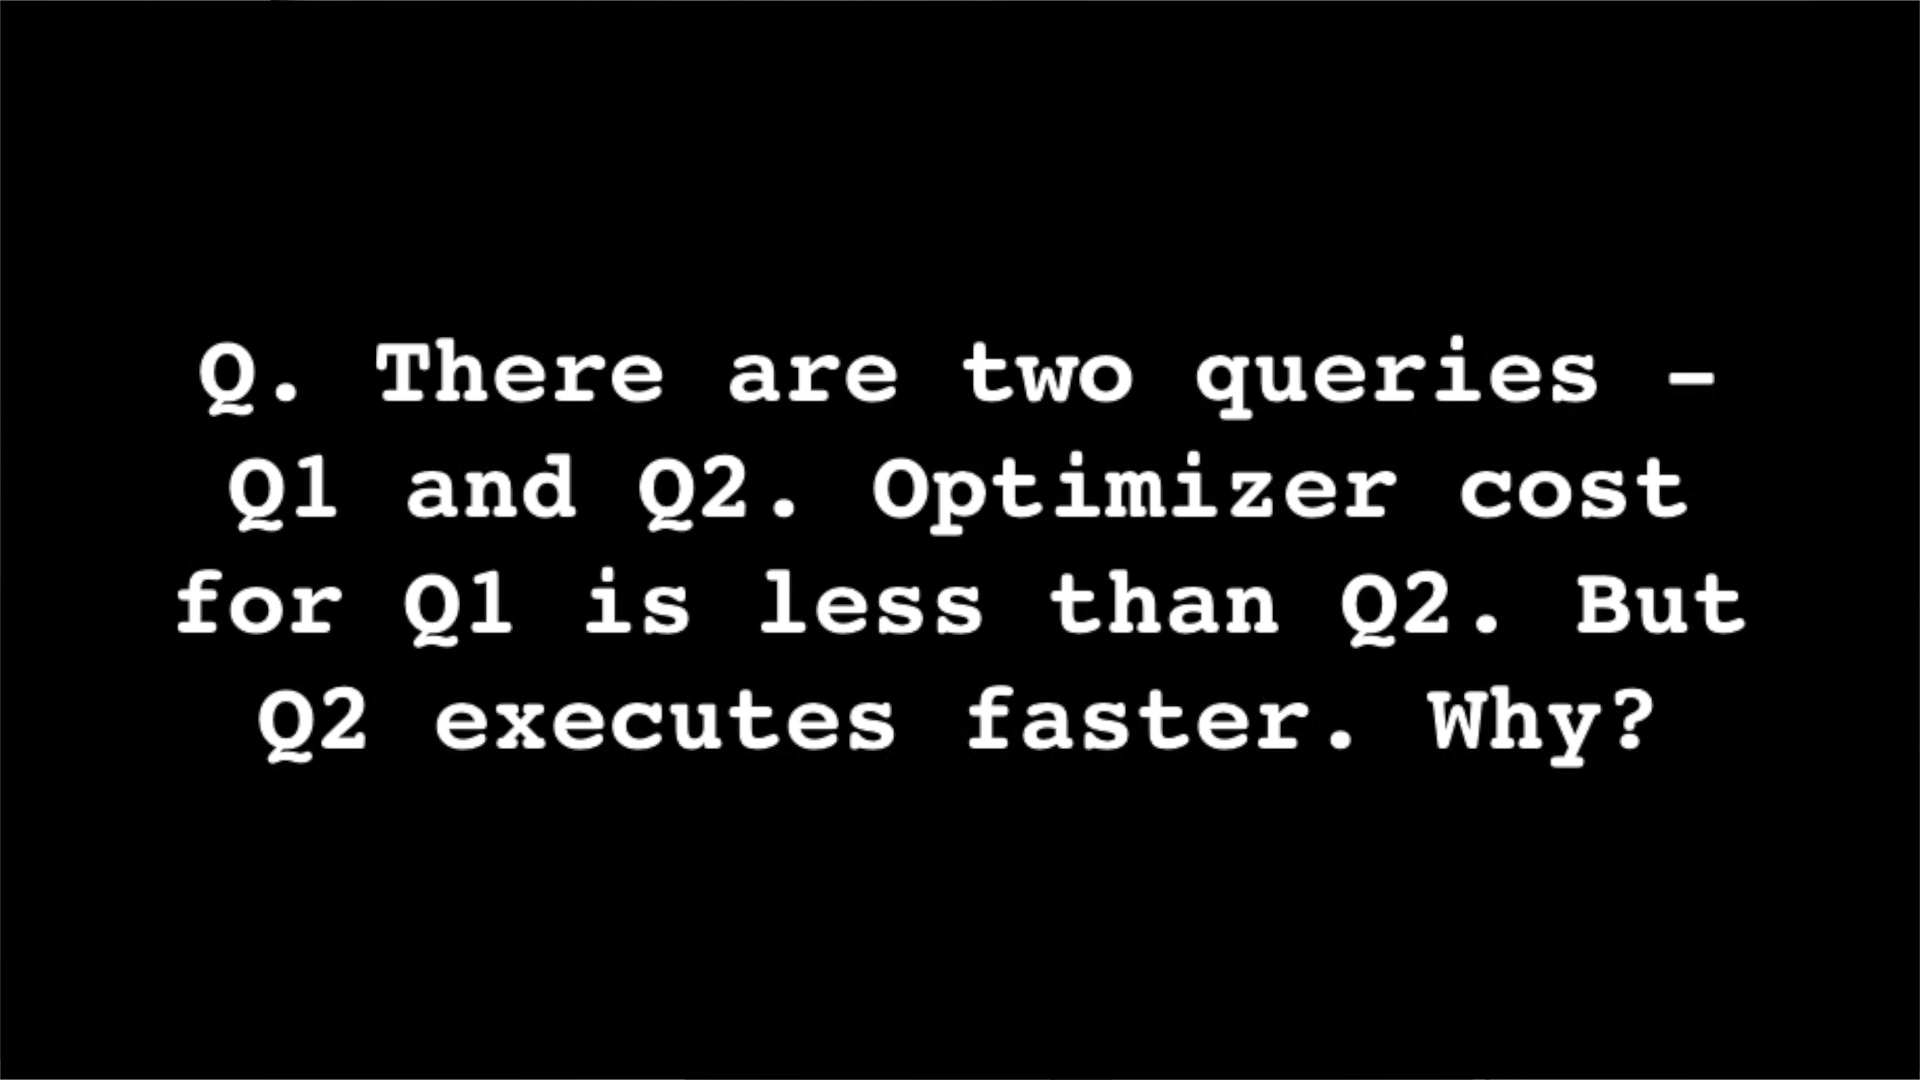 Q. There are two queries -
Q1 and Q2. Optimizer cost
for Q1 is less than Q2. But
Q2 executes faster. Why?